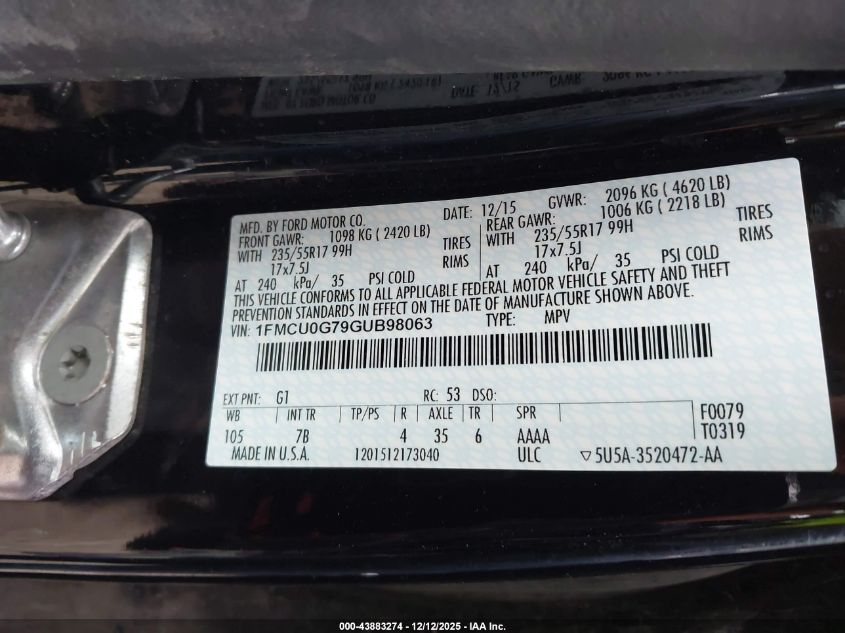 MFD. BY FORD MOTOR CO.
DATE: 12/15 GVWR: 2096 KG ( 4620 LB)
FRONT GAWR: 1098 KG ( 2420 LB) REAR GAWR: 1006 KG ( 2218 LB)
WITH 235/55R17 99H TIRES WITH 235/55R17 99H TIRES
17x7.5J RIMS 17x7.5J RIMS
AT 240 kPa/ 35 PSI COLD AT 240 kPa/ 35 PSI COLD
THIS VEHICLE CONFORMS TO ALL APPLICABLE FEDERAL MOTOR VEHICLE SAFETY AND THEFT
PREVENTION STANDARDS IN EFFECT ON THE DATE OF MANUFACTURE SHOWN ABOVE.
VIN: 1FMCU0G79GUB98063 TYPE: MPV
EXT PNT: G1 RC: 53 DSO:
WB INT TR TP/PS R AXLE TR SPR F0079
105 7B 4 35 6 AAAA T0319
MADE IN U.S.A. 1201512173040 ULC ▽5U5A-3520472-AA
000-43883274 - 12/12/2025 - IAA Inc.